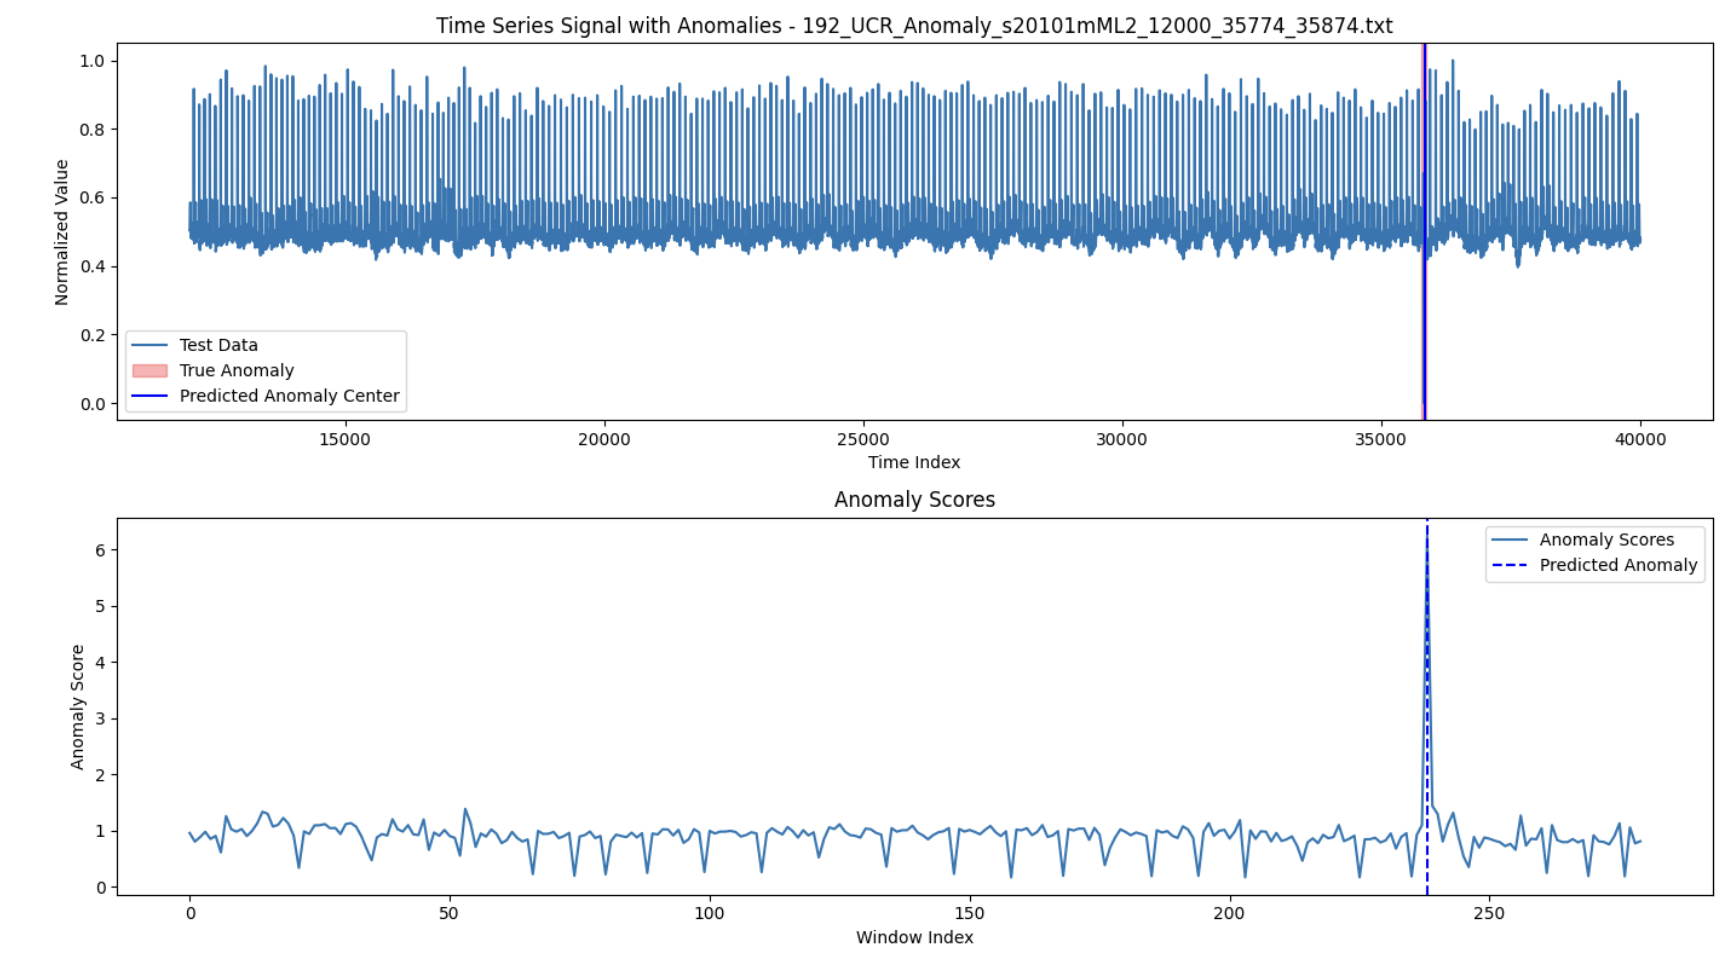 Time Series Signal with Anomalies - 192_UCR_Anomaly_s20101mML2_12000_35774_35874.txt
1.0
0.8
0.6
0.4
0.2
0.0
Normalized Value
Test Data
True Anomaly
Predicted Anomaly Center
15000 20000 25000 30000 35000 40000
Time Index
Anomaly Scores
6
5
4
3
2
1
0
Anomaly Score
Anomaly Scores
Predicted Anomaly
0 50 100 150 200 250
Window Index